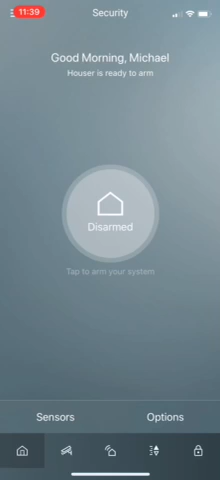 11:39
Security
Good Morning, Michael
Houser is ready to arm
Disarmed
Tap to arm your system
Sensors
Options